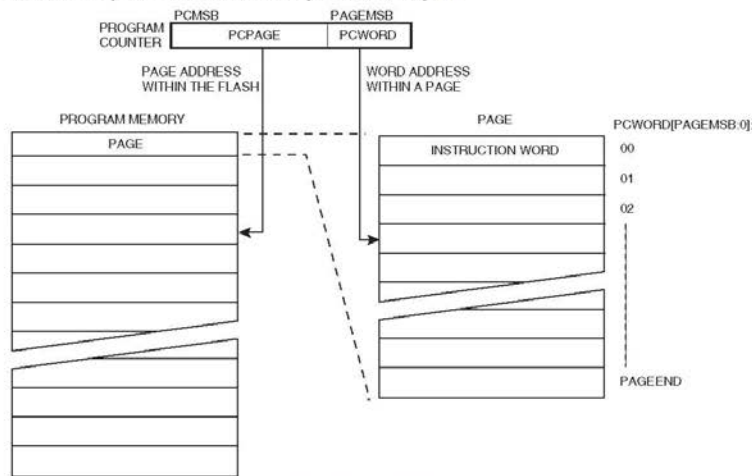 PCMSB
PAGEMSB
PROGRAM
COUNTER
PCPAGE
PCWORD
PAGE ADDRESS
WITHIN THE FLASH
WORD ADDRESS
WITHIN A PAGE
PROGRAM MEMORY
PAGE
PAGE
PCWORD[PAGEMSB:0]:
INSTRUCTION WORD
00
01
02
PAGEEND